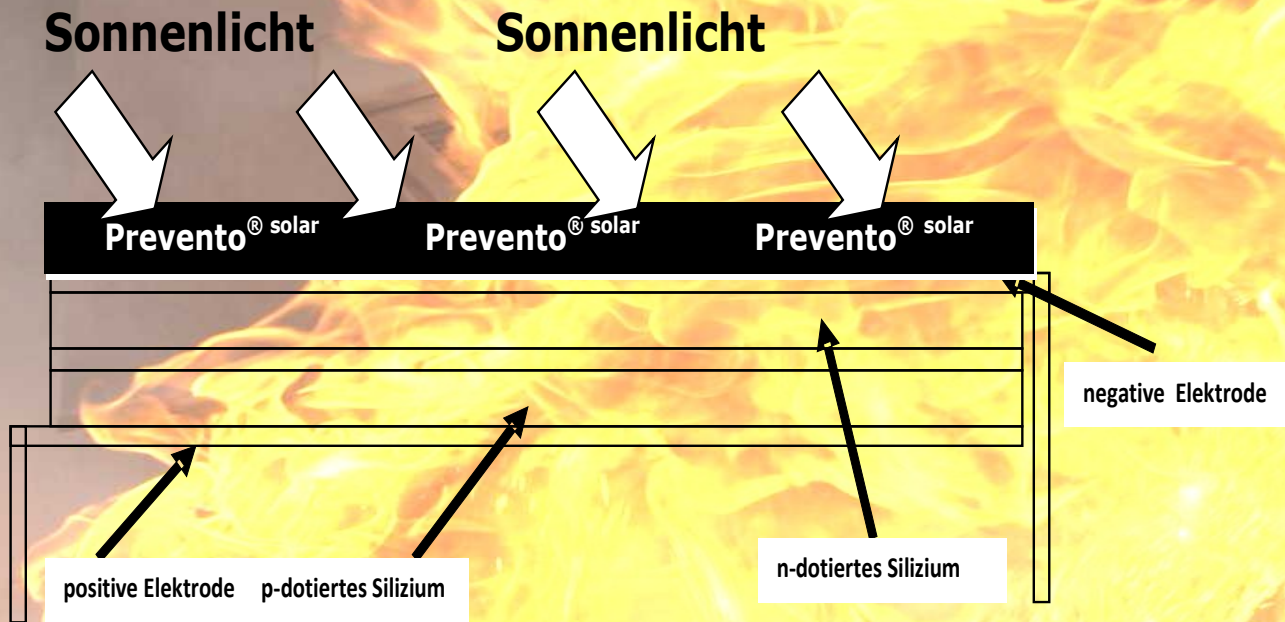 Sonnenlicht Sonnenlicht
Prevento® solar Prevento® solar Prevento® solar
negative Elektrode
n-dotiertes Silizium
positive Elektrode p-dotiertes Silizium